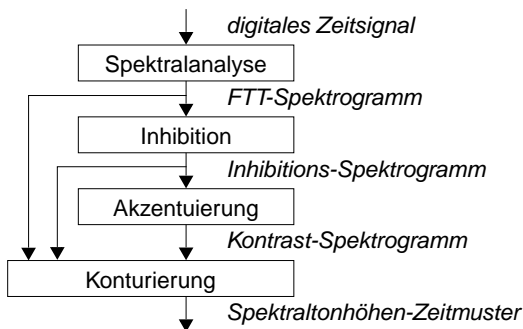 digitales Zeitsignal
Spektralanalyse
FTT-Spektrogramm
Inhibition
Inhibitions-Spektrogramm
Akzentuierung
Kontrast-Spektrogramm
Konturierung
Spektraltonhöhen-Zeitmuster